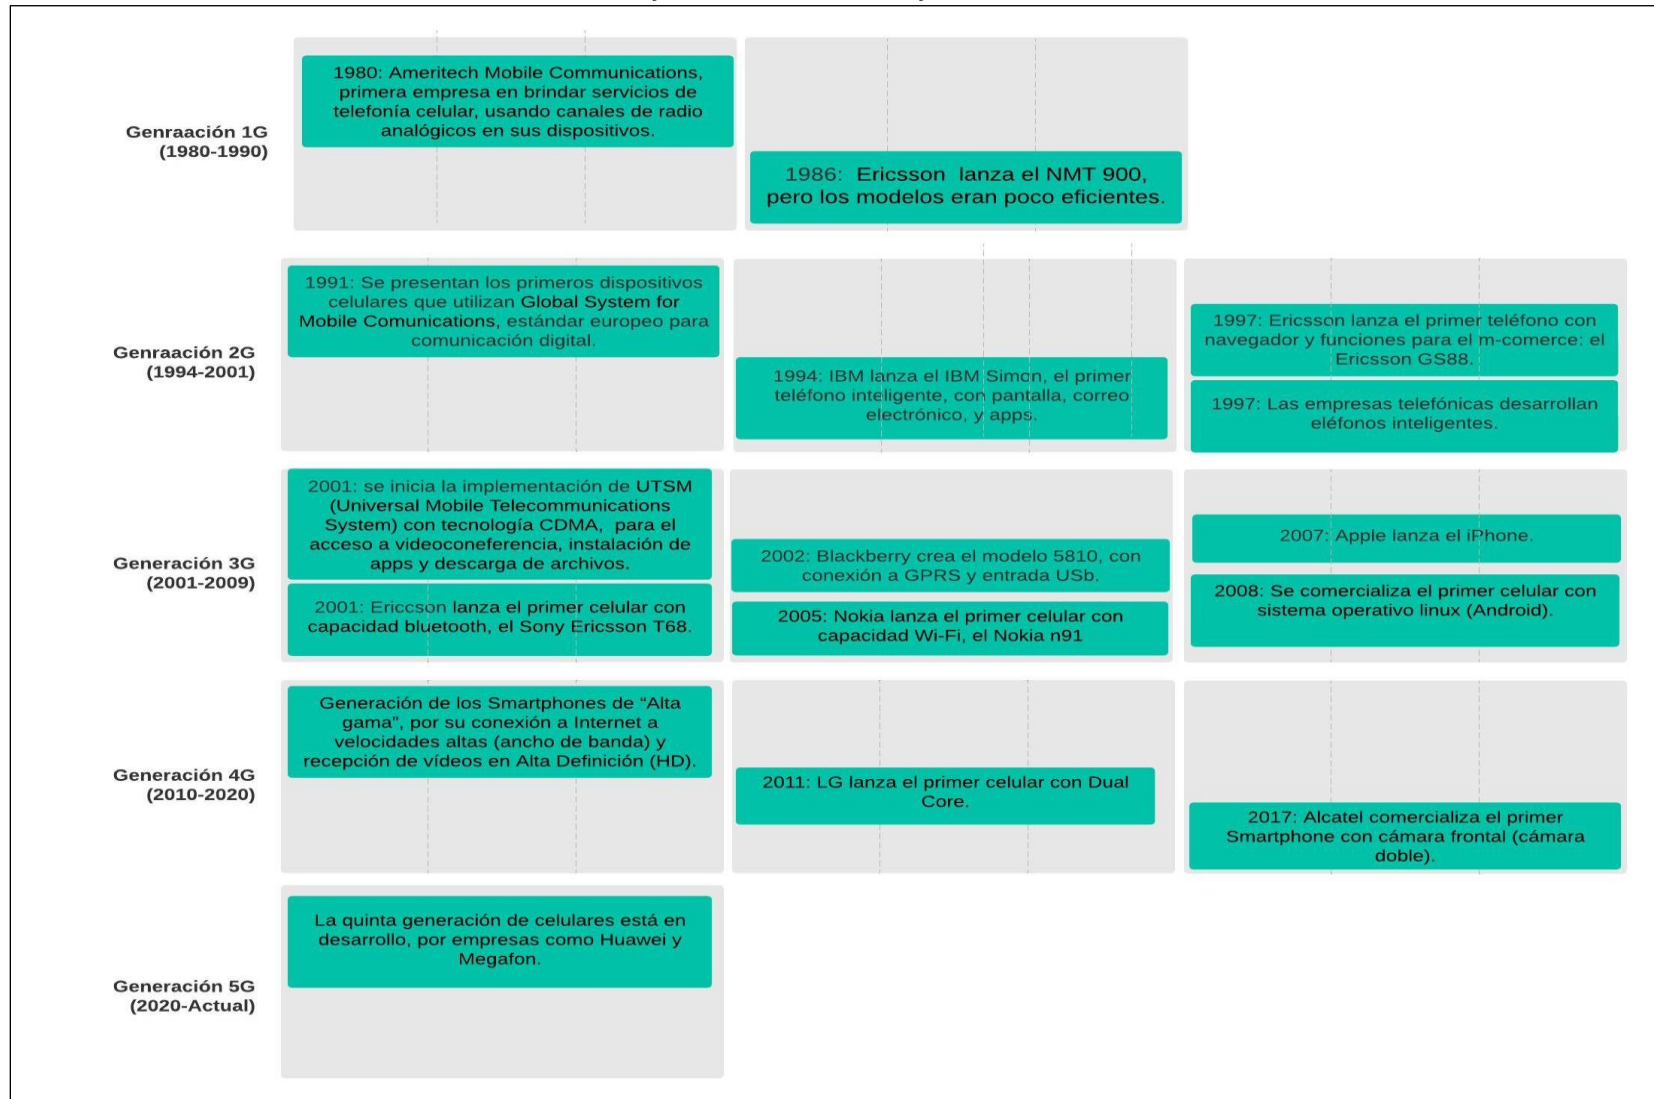 Genraación 1G
(1980-1990)
1980: Ameritech Mobile Communications,
primera empresa en brindar servicios de
telefonía celular, usando canales de radio
analógicos en sus dispositivos.
1986:  Ericsson  lanza el NMT 900,
pero los modelos eran poco eficientes.
Genraación 2G
(1994-2001)
1991: Se presentan los primeros dispositivos
celulares que utilizan Global System for
Mobile Comunications, estándar europeo para
comunicación digital.
1994: IBM lanza el IBM Simon, el primer
teléfono inteligente, con pantalla, correo
electrónico, y apps.
1997: Ericsson lanza el primer teléfono con
navegador y funciones para el m-comerce: el
Ericsson GS88.
1997: Las empresas telefónicas desarrollan
eléfonos inteligentes.
Generación 3G
(2001-2009)
2001: se inicia la implementación de UTSM
(Universal Mobile Telecommunications
System) con tecnología CDMA,  para el
acceso a videoconeferencia, instalación de
apps y descarga de archivos.
2001: Ericcson lanza el primer celular con
capacidad bluetooth, el Sony Ericsson T68.
2002: Blackberry crea el modelo 5810, con
conexión a GPRS y entrada USb.
2005: Nokia lanza el primer celular con
capacidad Wi-Fi, el Nokia n91
2007: Apple lanza el iPhone.
2008: Se comercializa el primer celular con
sistema operativo linux (Android).
Generación 4G
(2010-2020)
Generación de los Smartphones de “Alta
gama”, por su conexión a Internet a
velocidades altas (ancho de banda) y
recepción de vídeos en Alta Definición (HD).
2011: LG lanza el primer celular con Dual
Core.
2017: Alcatel comercializa el primer
Smartphone con cámara frontal (cámara
doble).
Generación 5G
(2020-Actual)
La quinta generación de celulares está en
desarrollo, por empresas como Huawei y
Megafon.